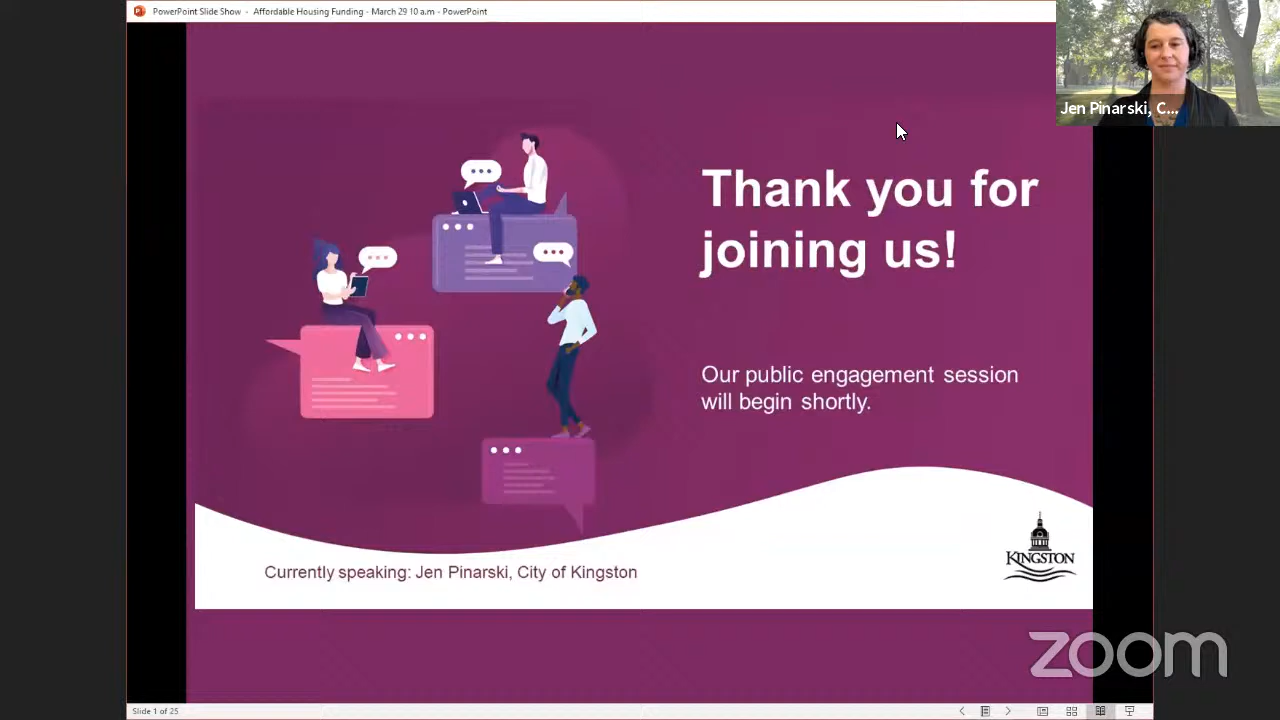 PowerPoint Slide Show - Affordable Housing Funding - March 29 10 a.m - PowerPoint
Jen Pinarski, C...
Thank you for
joining us!
Our public engagement session
will begin shortly.
KINGSTON
Currently speaking: Jen Pinarski, City of Kingston
zoom
Slide 1 of 25